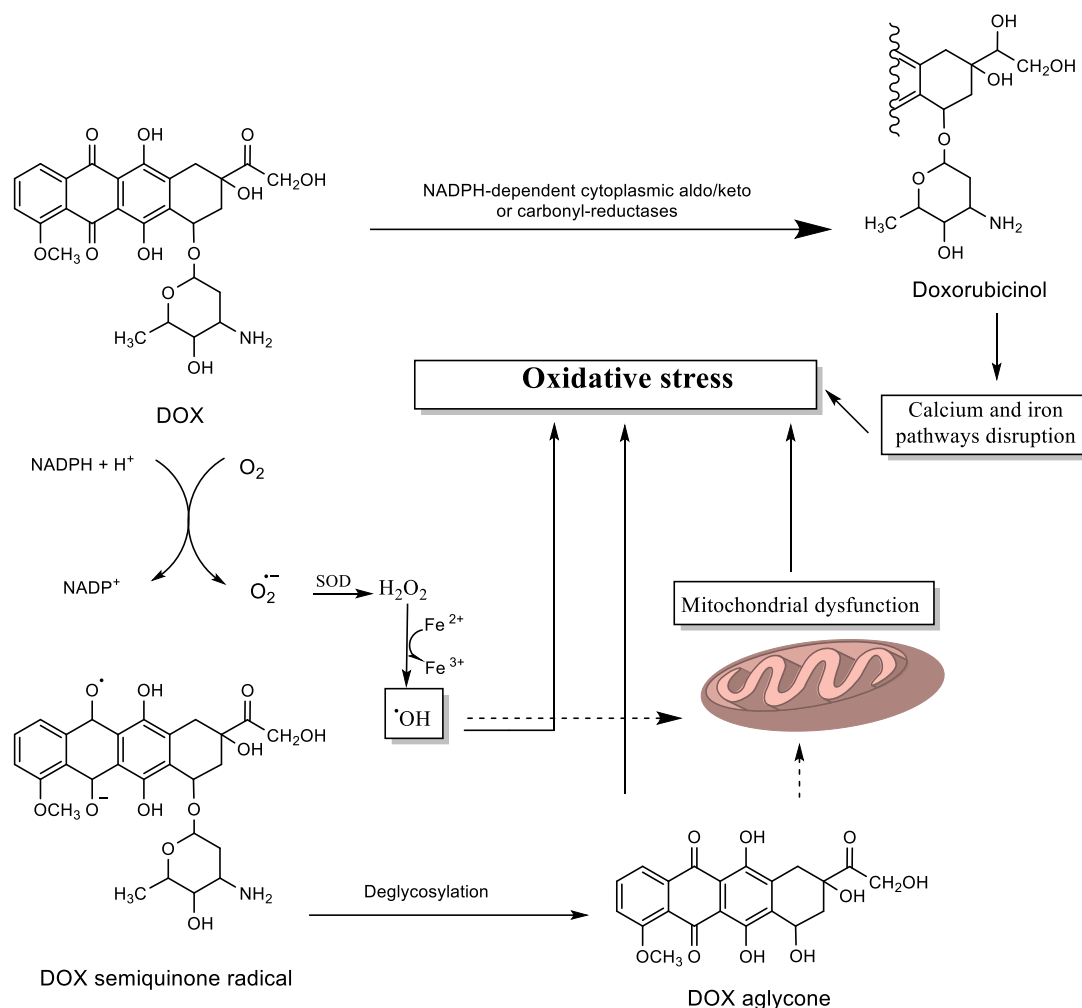 OH
CH₂OH
OH
O
O
H₃C
NH₂
OH
Doxorubicinol
O
OH
O
CH₂OH
OH
OCH₃
O
OH
O
O
H₃C
NH₂
OH
DOX
NADPH-dependent cytoplasmic aldo/keto
or carbonyl-reductases
Oxidative stress
Calcium and iron
pathways disruption
NADPH + H⁺
O₂
NADP⁺
O₂•−
SOD
H₂O₂
Fe 2+
Fe 3+
•OH
Mitochondrial dysfunction
O•
OH
O
CH₂OH
OH
OCH₃
O−
OH
O
O
H₃C
NH₂
OH
DOX semiquinone radical
Deglycosylation
O
OH
O
CH₂OH
OH
OCH₃
O
OH
OH
DOX aglycone